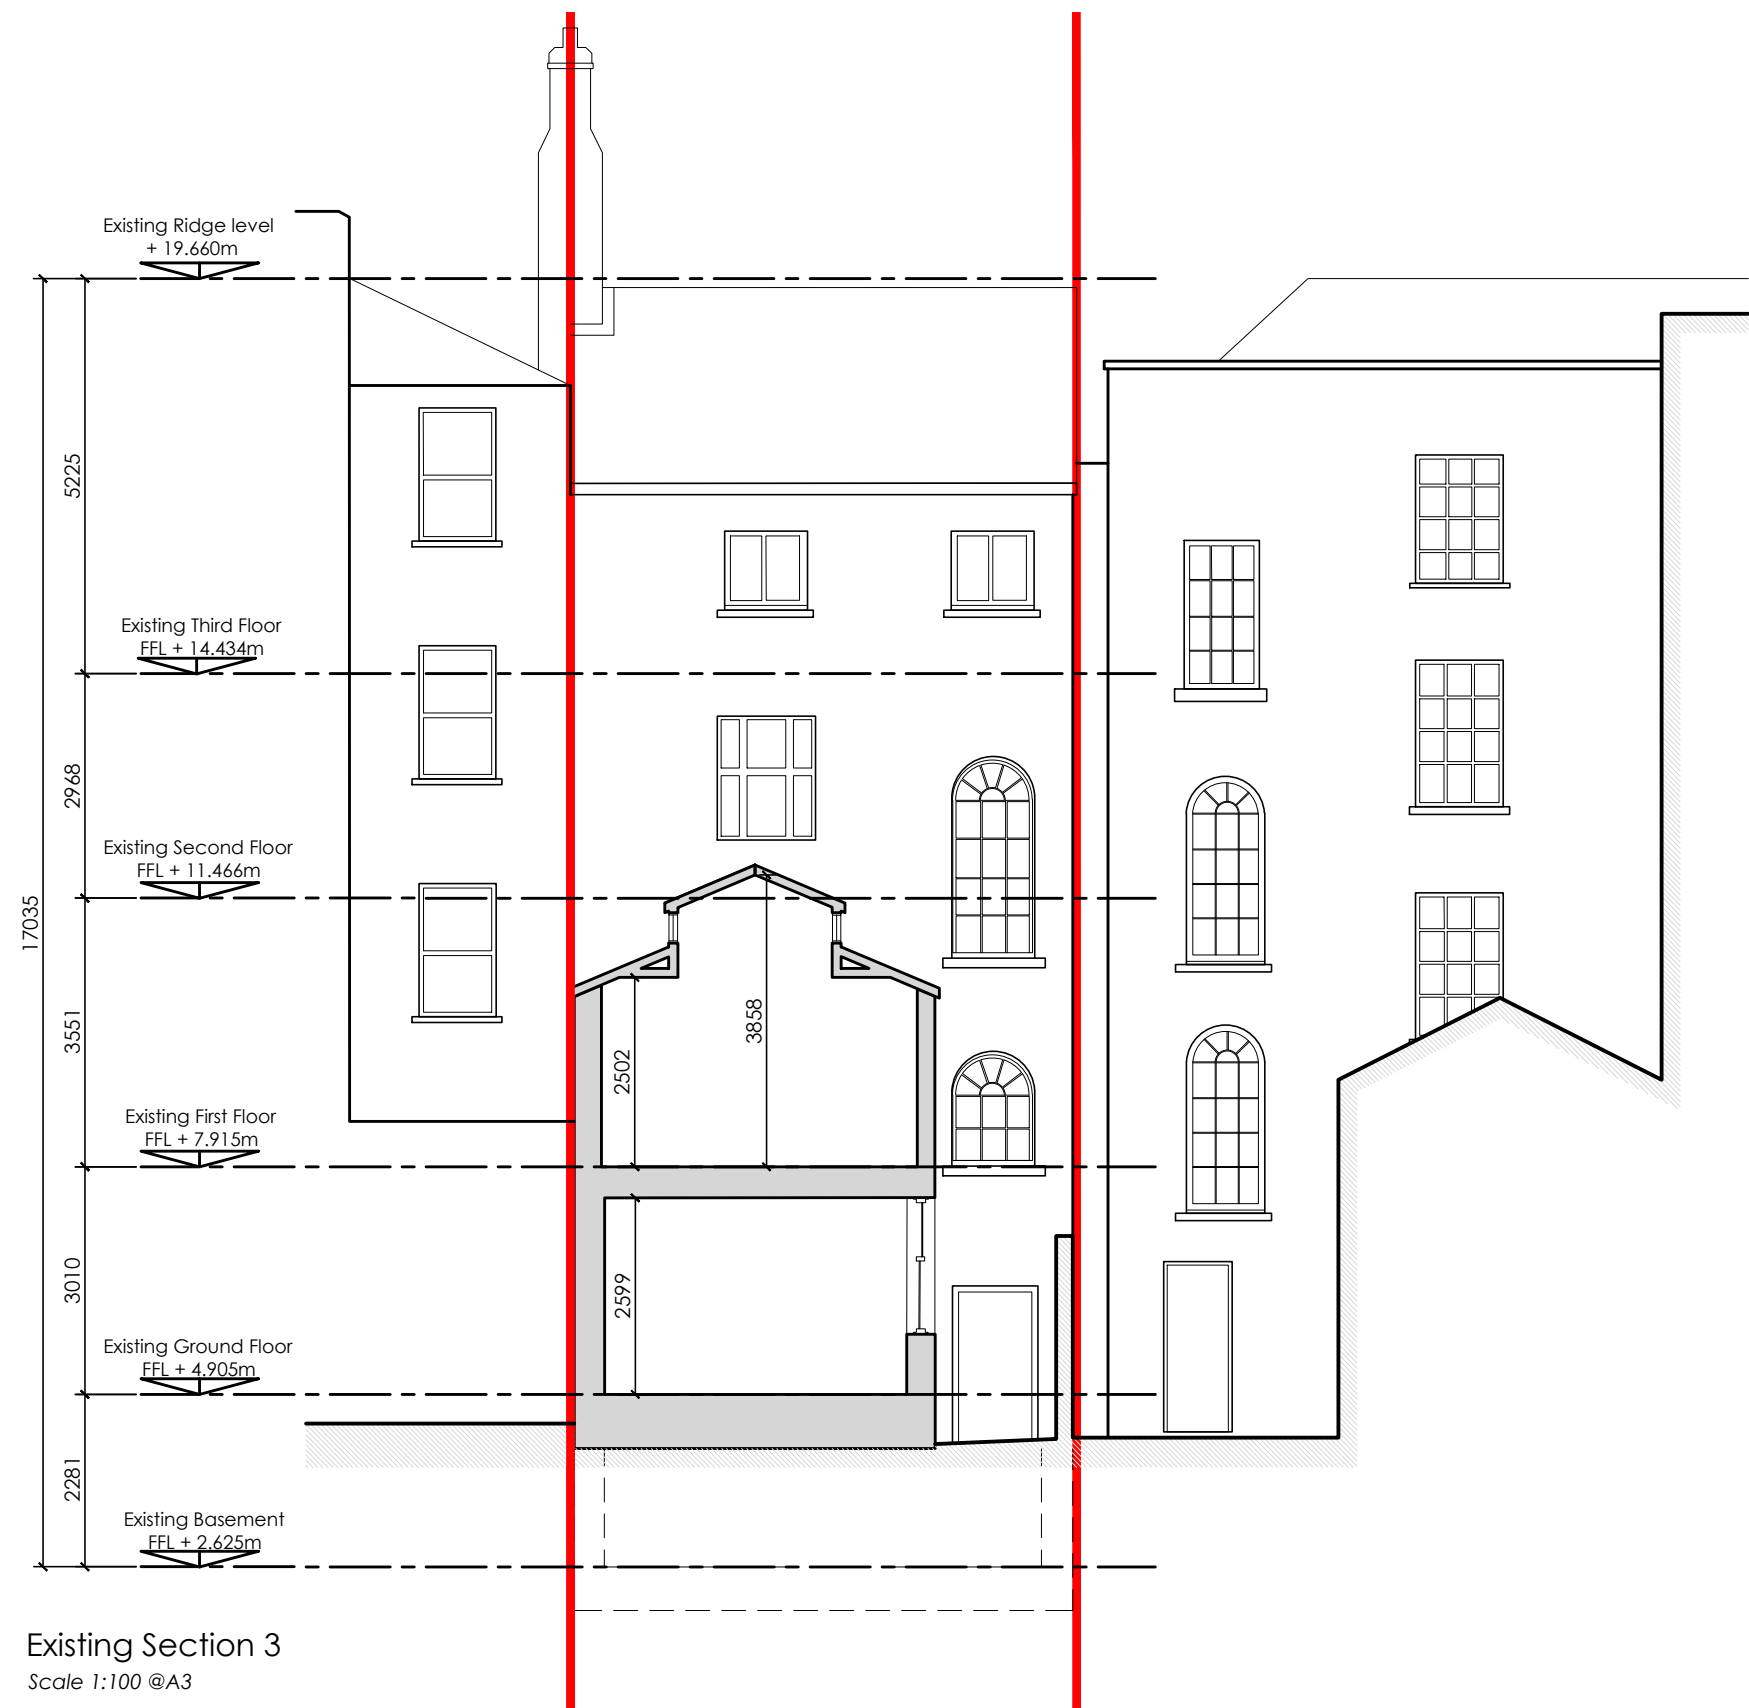 Existing Ridge level
+ 19.660m
5225
Existing Third Floor
FFL + 14.434m
2968
Existing Second Floor
FFL + 11.466m
17035
3551
3858
2502
Existing First Floor
FFL + 7.915m
3010
2599
Existing Ground Floor
FFL + 4.905m
2281
Existing Basement
FFL + 2.625m
Existing Section 3
Scale 1:100 @A3